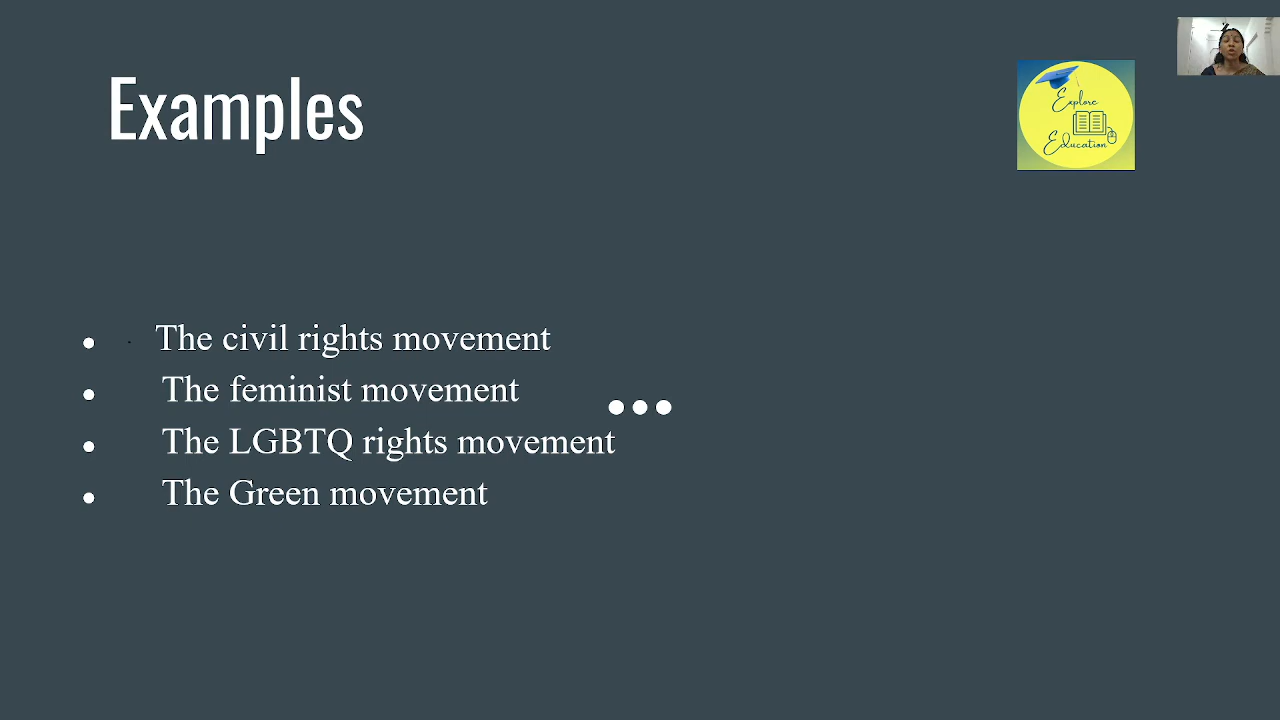 Examples
Explore
Education
• The civil rights movement
• The feminist movement
• The LGBTQ rights movement
• The Green movement